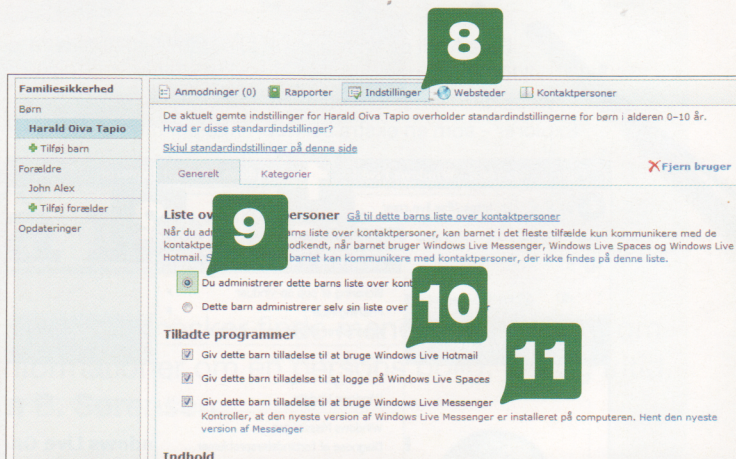 8
Familiesikkerhed
Børn
Harald Oiva Tapio
Tilføj barn
Forældre
John Alex
Tilføj forælder
Opdateringer
Anmodninger (0) Rapporter Indstillinger Websteder Kontaktpersoner
De aktuelt gemte indstillinger for Harald Oiva Tapio overholder standardindstillingerne for børn i alderen 0-10 år.
Hvad er disse standardindstillinger?
Skjul standardindstillinger på denne side
Generelt Kategorier Fjern bruger
9
Liste personer Gå til dette barns liste over kontaktpersoner
Når du liste over kontaktpersoner, kan barnet i det fleste tilfælde kun kommunikere med de
når barnet bruger Windows Live Messenger, Windows Live Spaces og Windows Live
Hotmail. barnet kan kommunikere med kontaktpersoner, der ikke findes på denne liste.
Du administrerer dette barns liste over
10
Dette barn administrerer selv sin liste over
Tilladte programmer
11
Giv dette barn tilladelse til at bruge Windows Live Hotmail
Giv dette barn tilladelse til at logge på Windows Live Spaces
Giv dette barn tilladelse til at bruge Windows Live Messenger
Kontroller, at den nyeste version af Windows Live Messenger er installeret på computeren. Hent den nyeste
version af Messenger
Indhold